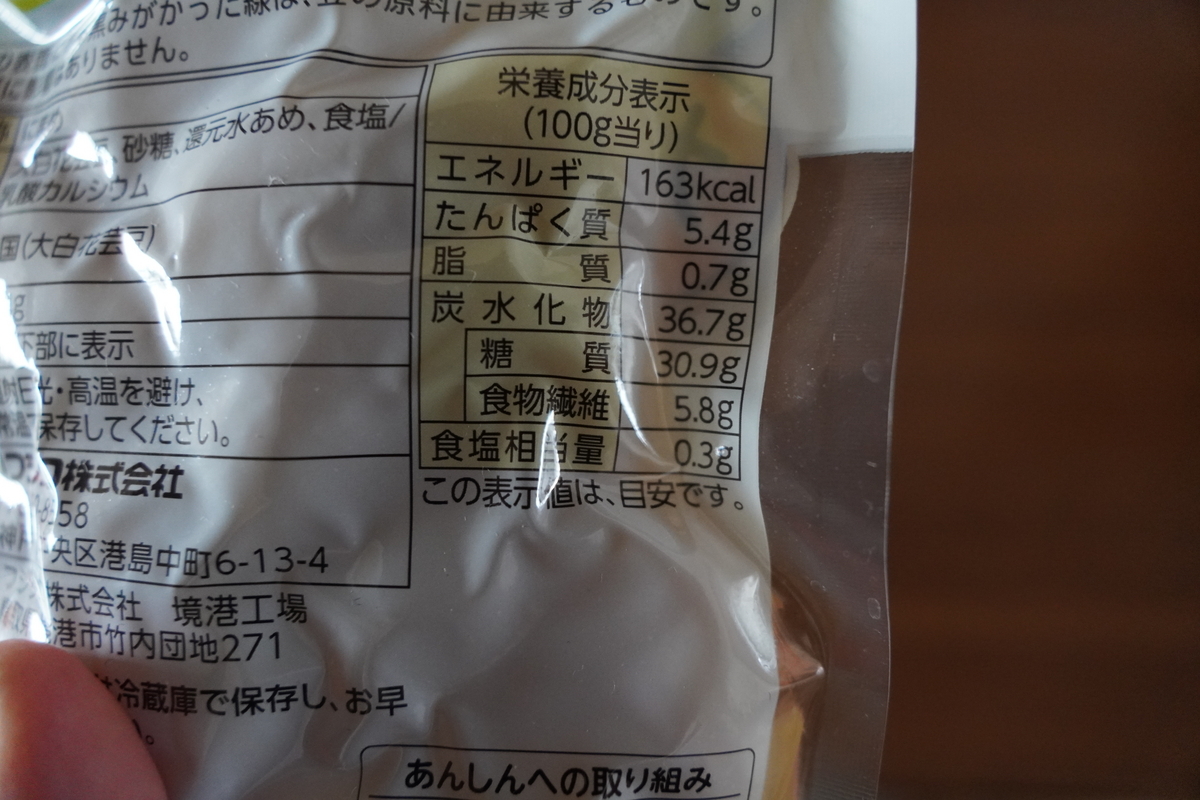 黒みがかった線は、豆の原料に由来するものです。
ありません。
砂糖、還元水あめ、食塩/
乳酸カルシウム
国(大白花芸豆)
g
下部に表示
日光・高温を避け、
保存してください。
フジッコ株式会社
58
央区港島中町6-13-4
株式会社 境港工場
港市竹内団地271
冷蔵庫で保存し、お早
栄養成分表示
(100g当り)
エネルギー 163kcal
たんぱく質 5.4g
脂質 0.7g
炭水化物 36.7g
糖質 30.9g
食物繊維 5.8g
食塩相当量 0.3g
この表示値は、目安です。
あんしんへの取り組み